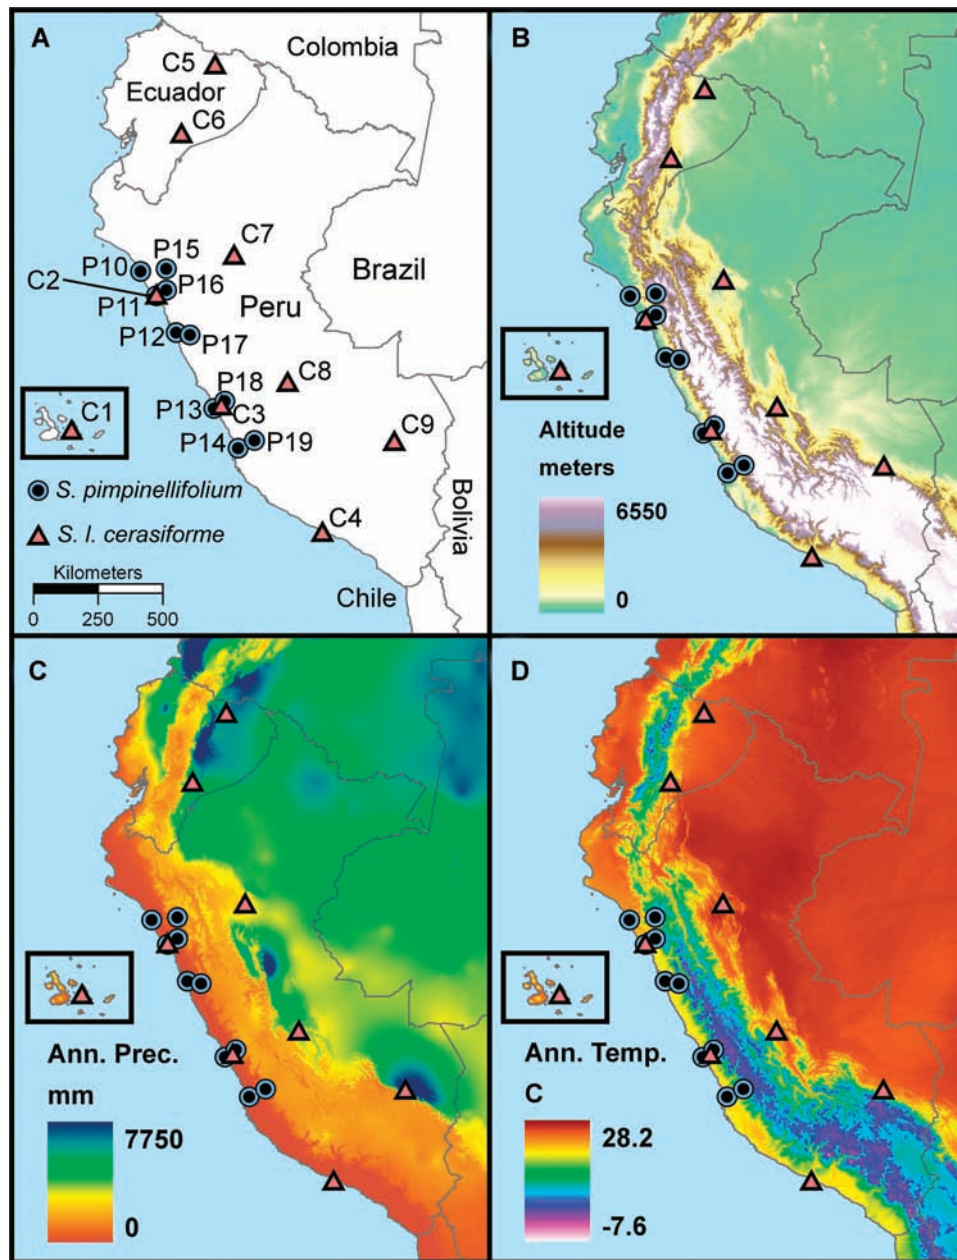 A
Colombia
C5
Ecuador
C6
C7
P15
P10
C2
P16
P11
Brazil
Peru
P12
P17
P18
C8
P13
C3
C1
C9
P14
P19
S. pimpinellifolium
S. l. cerasiforme
C4
Bolivia
Kilometers
0 250 500
Chile
B
Altitude
meters
6550
0
C
Ann. Prec.
mm
7750
0
D
Ann. Temp.
C
28.2
-7.6